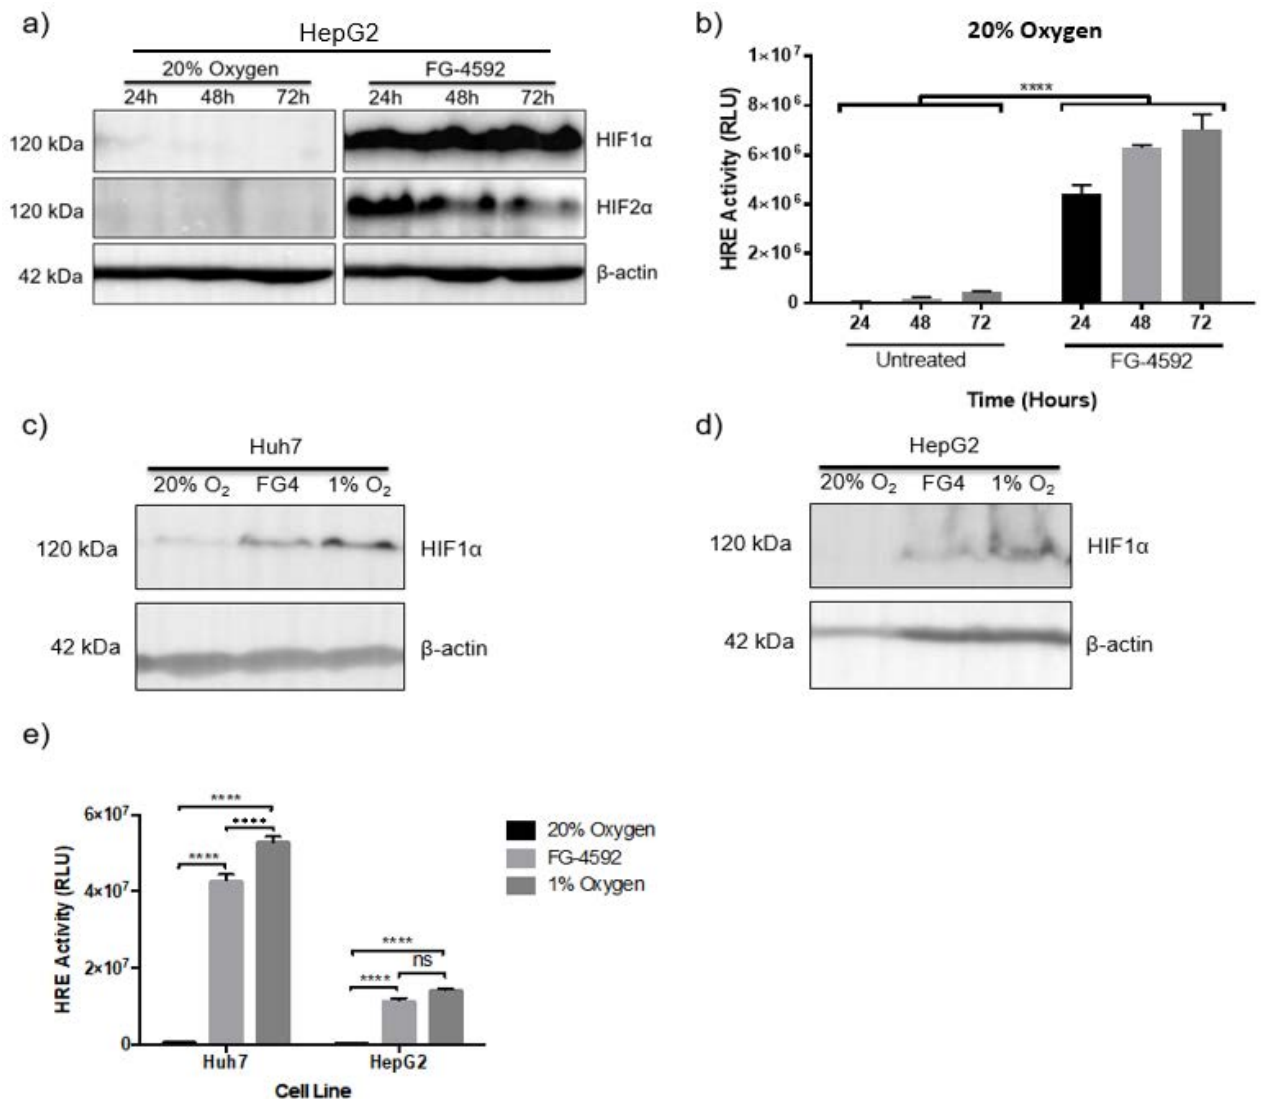 a)
HepG2
20% Oxygen FG-4592
24h 48h 72h 24h 48h 72h
120 kDa HIF1α
120 kDa HIF2α
42 kDa β-actin
b)
20% Oxygen
HRE Activity (RLU)
1×10⁷
8×10⁶
6×10⁶
4×10⁶
2×10⁶
0
****
24 48 72 24 48 72
Untreated FG-4592
Time (Hours)
c)
Huh7
20% O₂ FG4 1% O₂
120 kDa HIF1α
42 kDa β-actin
d)
HepG2
20% O₂ FG4 1% O₂
120 kDa HIF1α
42 kDa β-actin
e)
HRE Activity (RLU)
6×10⁷
4×10⁷
2×10⁷
0
****
****
****
****
ns
****
Huh7 HepG2
Cell Line
20% Oxygen
FG-4592
1% Oxygen